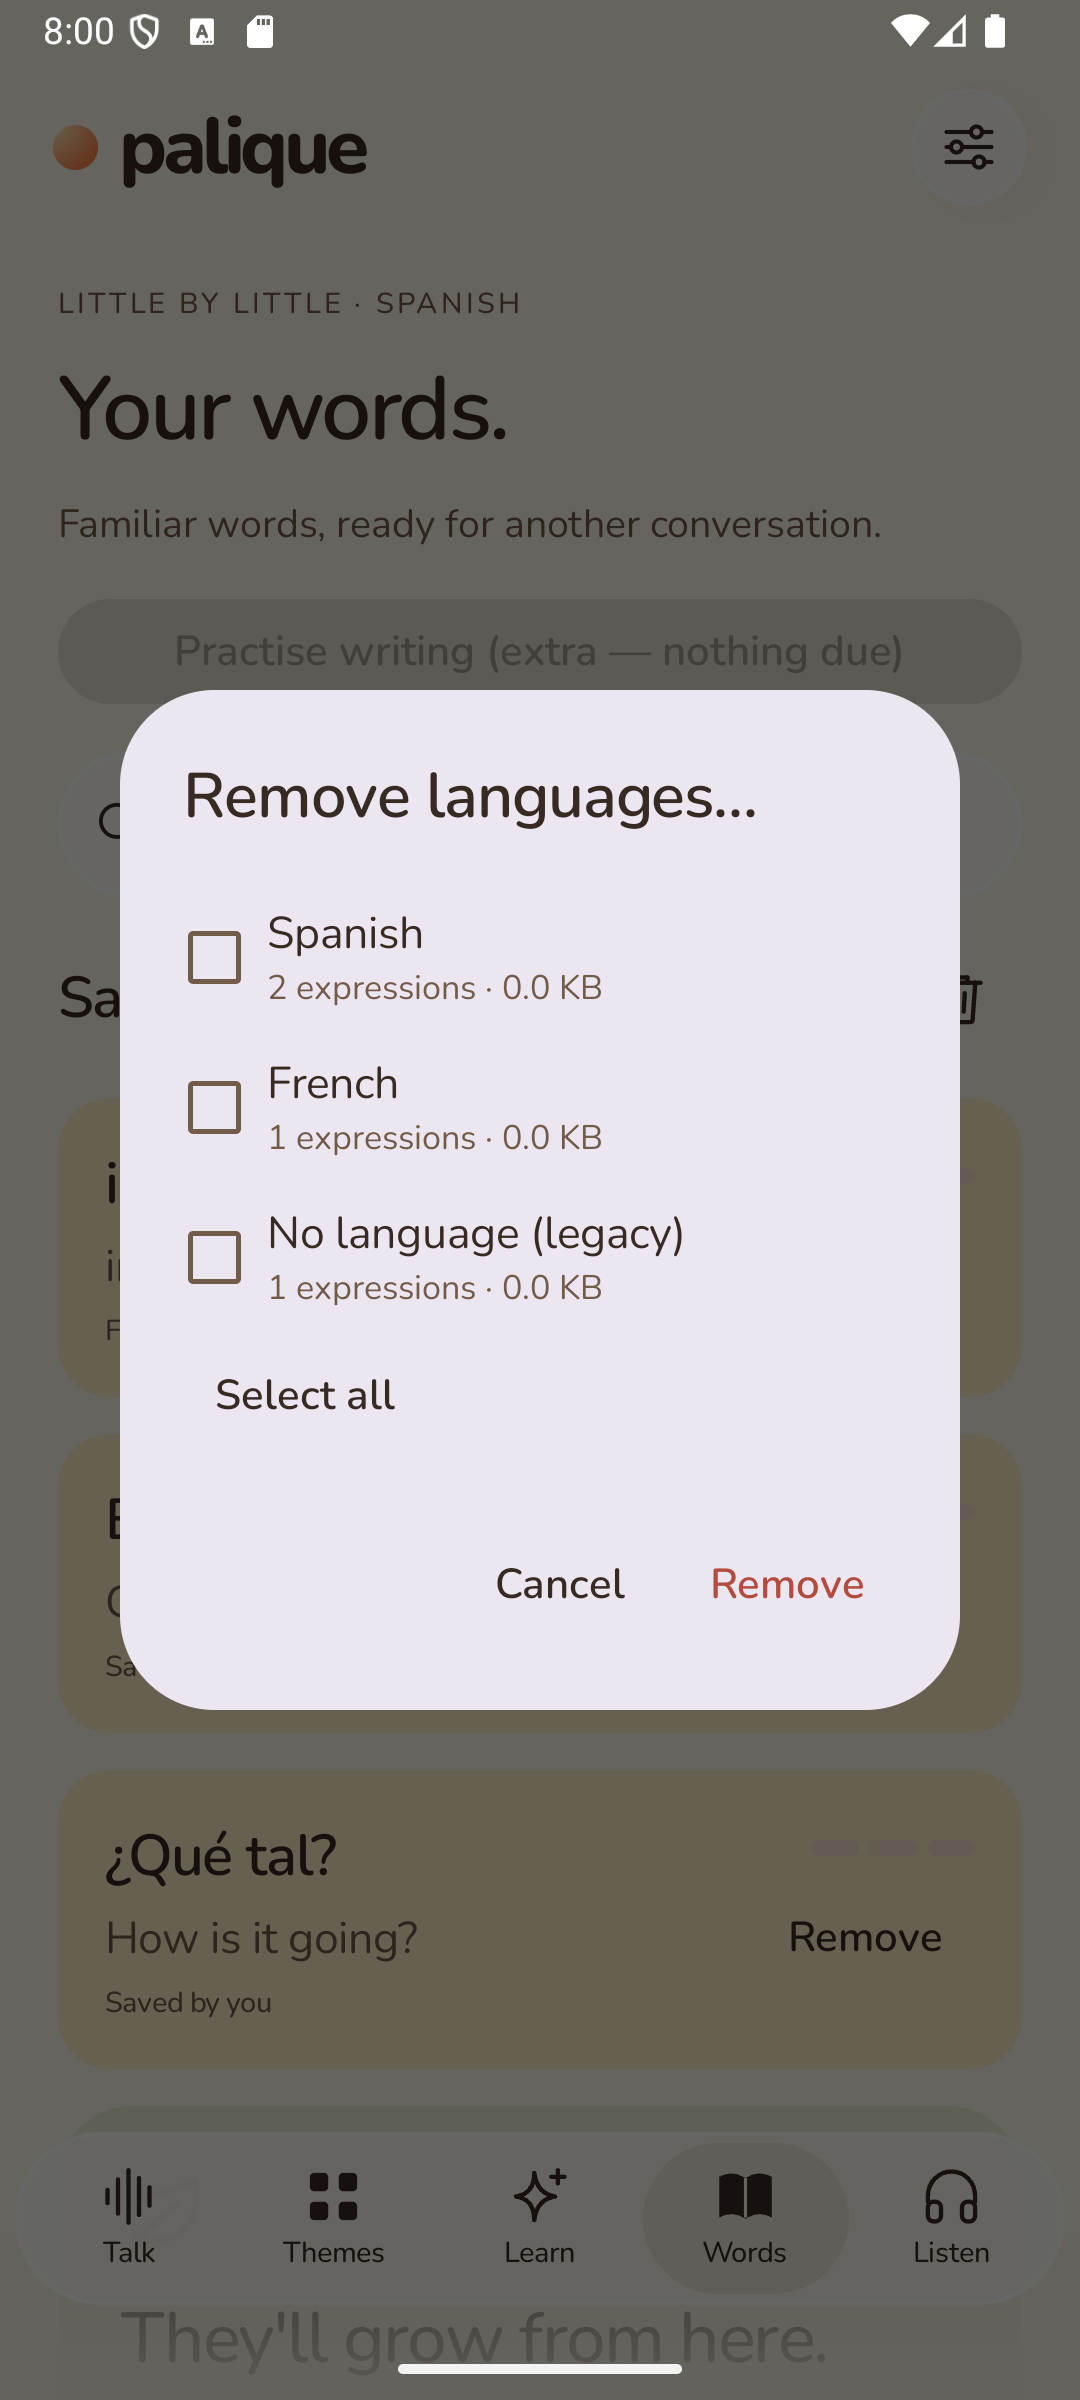 8:00
palique
LITTLE BY LITTLE · SPANISH
Your words.
Familiar words, ready for another conversation.
Practise writing (extra — nothing due)
Remove languages...
Spanish
2 expressions · 0.0 KB
French
1 expressions · 0.0 KB
No language (legacy)
1 expressions · 0.0 KB
Select all
Cancel
Remove
¿Qué tal?
How is it going?
Remove
Saved by you
Talk
Themes
Learn
Words
Listen
They'll grow from here.